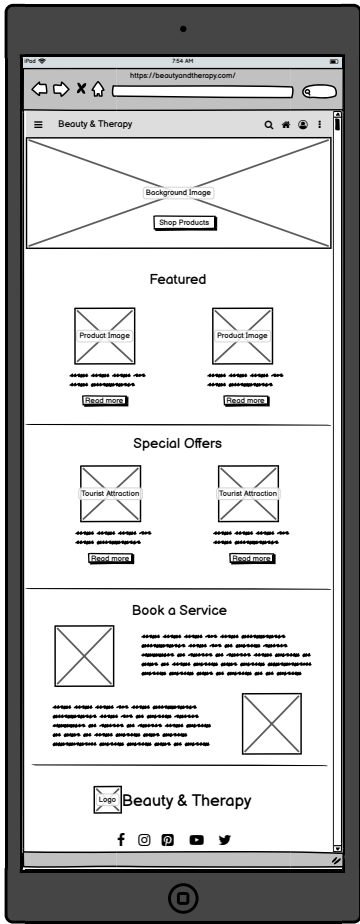 iPad 7:54 AM
https://beautyondtherapy.com/
Beauty & Therapy
Background Image
Shop Products
Featured
Product Image Product Image
Read more Read more
Special Offers
Tourist Attraction Tourist Attraction
Read more Read more
Book a Service
Logo Beauty & Therapy